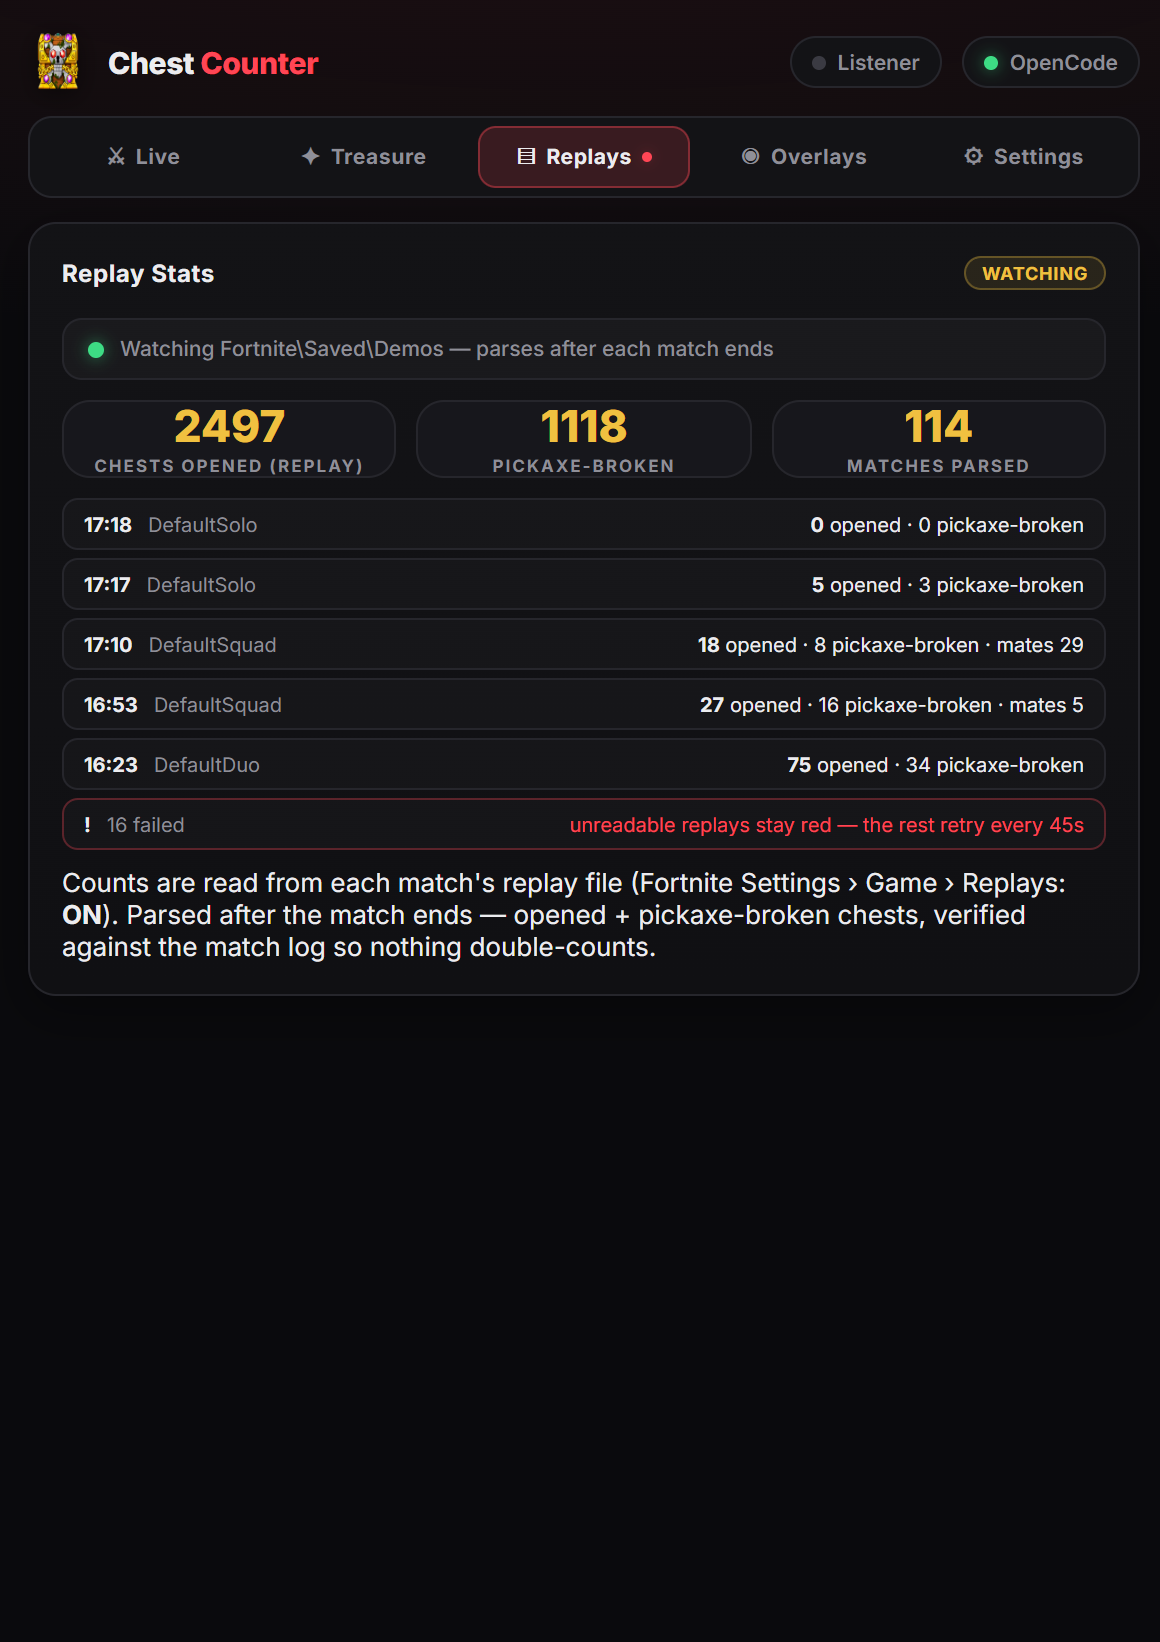 Chest Counter
Listener
OpenCode
Live
Treasure
Replays
Overlays
Settings
Replay Stats
WATCHING
Watching Fortnite\Saved\Demos — parses after each match ends
2497
CHESTS OPENED (REPLAY)
1118
PICKAXE-BROKEN
114
MATCHES PARSED
17:18 DefaultSolo 0 opened · 0 pickaxe-broken
17:17 DefaultSolo 5 opened · 3 pickaxe-broken
17:10 DefaultSquad 18 opened · 8 pickaxe-broken · mates 29
16:53 DefaultSquad 27 opened · 16 pickaxe-broken · mates 5
16:23 DefaultDuo 75 opened · 34 pickaxe-broken
! 16 failed unreadable replays stay red — the rest retry every 45s
Counts are read from each match's replay file (Fortnite Settings › Game › Replays:
ON). Parsed after the match ends — opened + pickaxe-broken chests, verified
against the match log so nothing double-counts.